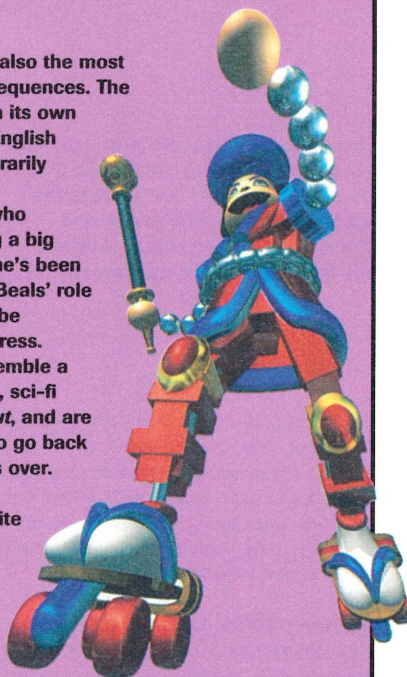 also the most
equences. The
n its own
nglish
rarily
who
g a big
he's been
Beals' role
be
ress.
emble a
, sci-fi
wt, and are
o go back
s over.
ite